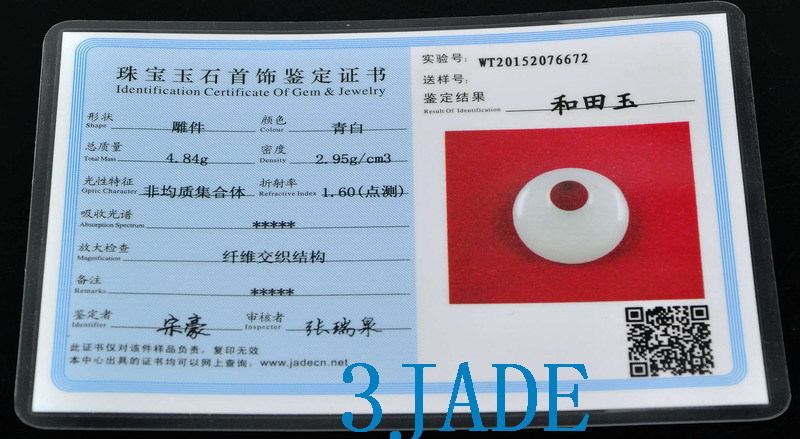 珠宝玉石首饰鉴定证书
Identification Certificate Of Gem & Jewelry
形状 雕件 颜色 青白
Shape Colour
总质量 4.84g 密度 2.95g/cm3
Total Mass Density
光性特征 非均质集合体 折射率 1.60(点测)
Optic Character Refractive Index
吸收光谱 *****
Absorption Spectrum
放大检查 纤维交织结构
Magnification
备注 *****
Remarks
鉴定者 宋豪 审核者 张瑞泉
Identifier Inspecter
此证书仅对该件样品负责，复印无效
本中心出具的证书均可以网上查询：www.jadecn.net
实验号: WT20152076672
送样号:
鉴定结果 和田玉
Result Of Identification
3.JADE